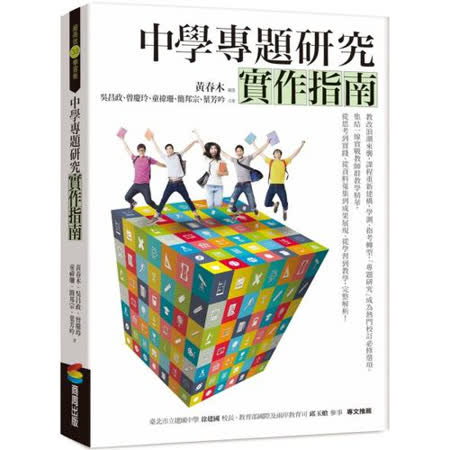 中學專題研究
實作指南
黃春木 編著
吳昌政、曾慶玲、童禕珊、簡邦宗、葉芳吟 合著
教改浪潮來襲，課程重新建構，學測、指考轉型！專題研究，成為熱門校訂必修選項。
集結一線實戰教師群教學精華，
從思考到實踐、從資料蒐集到成果展現、從學習到教學，完整解析！
臺北市立建國中學 徐建國 校長、教育部國際及兩岸教育司 邱玉蟾 參事 專文推薦
中學專題研究
實作指南
黃春木、吳昌政、曾慶玲
童禕珊、簡邦宗、葉芳吟 著
商周出版